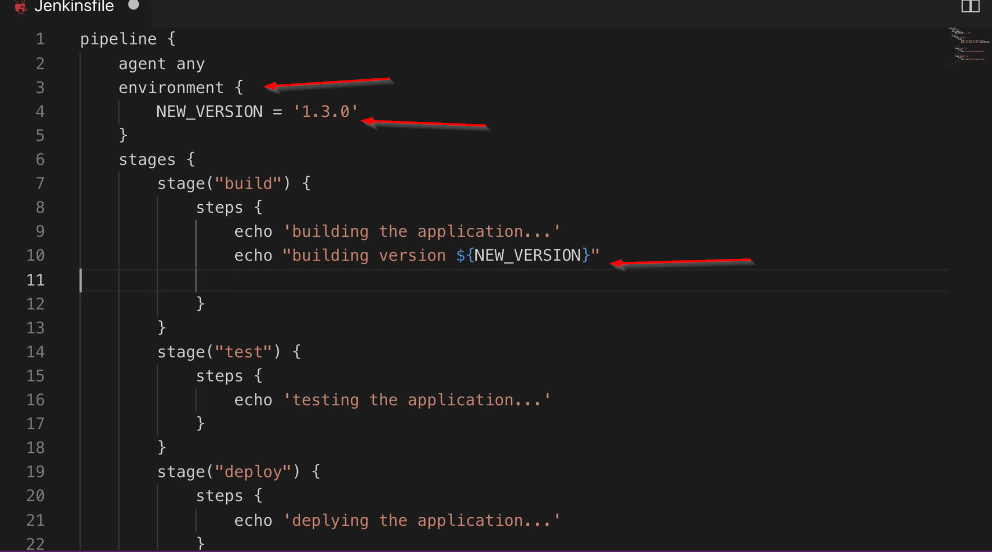 Jenkinsfile
1 pipeline {
2 agent any
3 environment {
4 NEW_VERSION = '1.3.0'
5 }
6 stages {
7 stage("build") {
8 steps {
9 echo 'building the application...'
10 echo "building version ${NEW_VERSION}"
11
12 }
13 }
14 stage("test") {
15 steps {
16 echo 'testing the application...'
17 }
18 }
19 stage("deploy") {
20 steps {
21 echo 'deplying the application...'
22 }